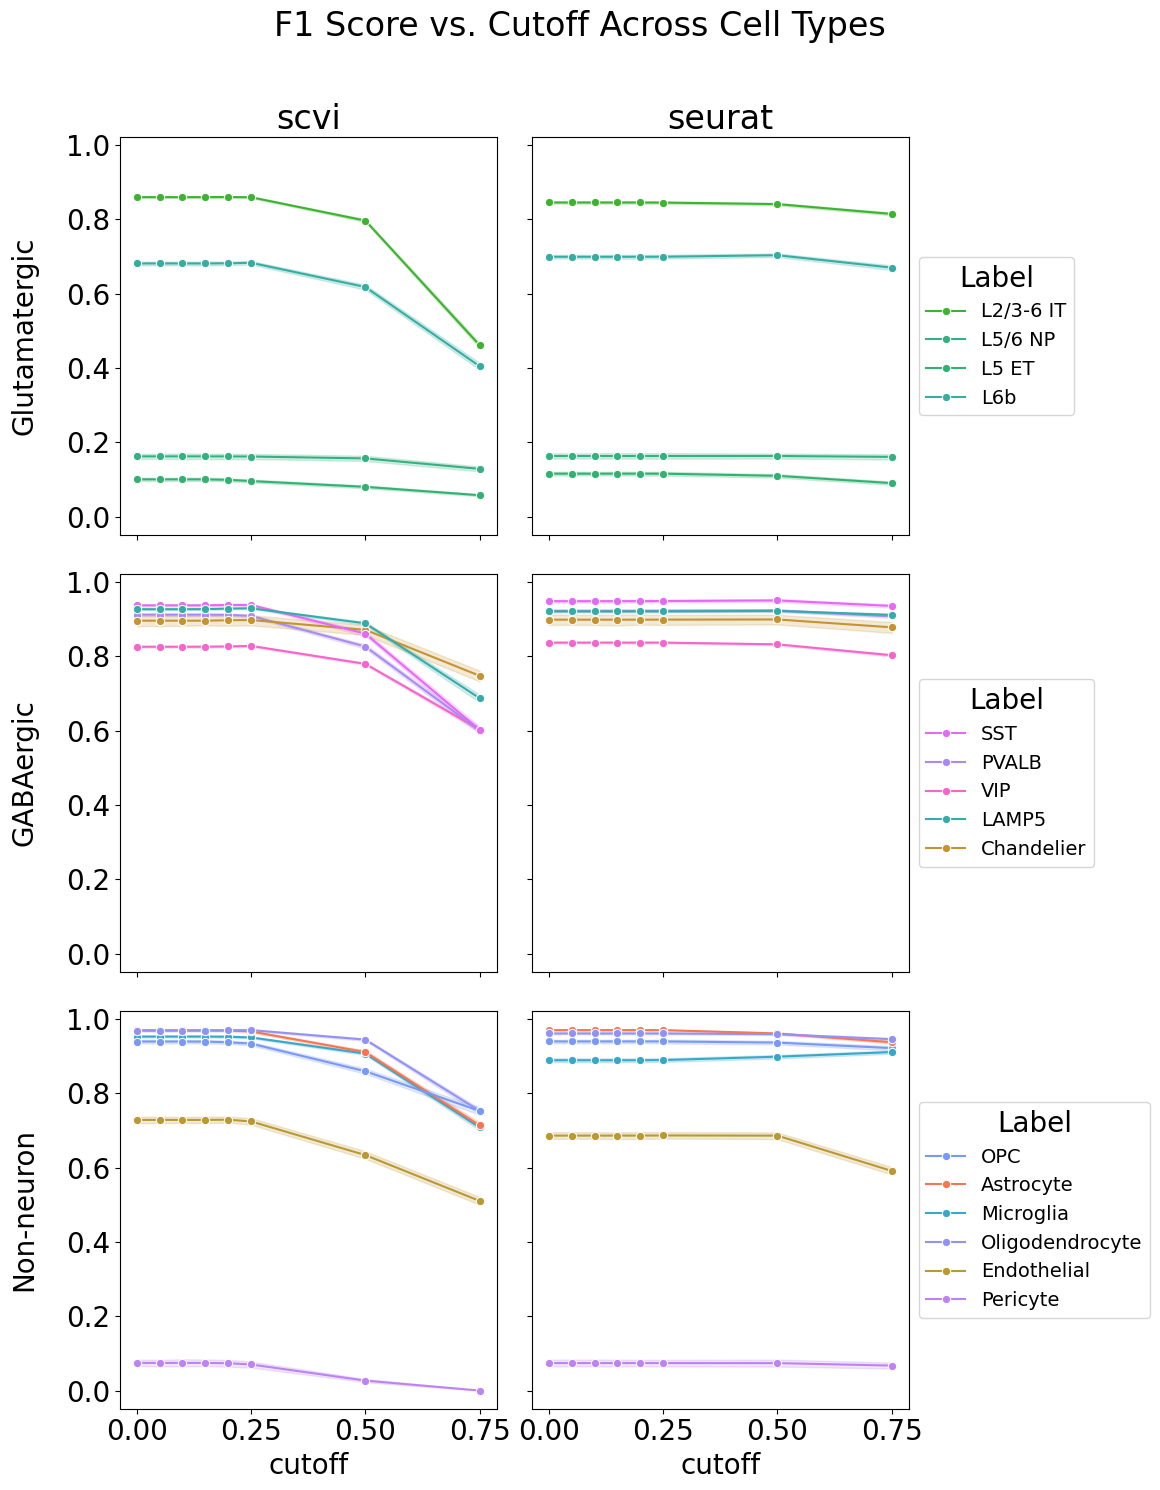 F1 Score vs. Cutoff Across Cell Types
scvi
seurat
Glutamatergic
1.0
0.8
0.6
0.4
0.2
0.0
Label
L2/3-6 IT
L5/6 NP
L5 ET
L6b
GABAergic
1.0
0.8
0.6
0.4
0.2
0.0
Label
SST
PVALB
VIP
LAMP5
Chandelier
Non-neuron
1.0
0.8
0.6
0.4
0.2
0.0
Label
OPC
Astrocyte
Microglia
Oligodendrocyte
Endothelial
Pericyte
0.00 0.25 0.50 0.75
cutoff
0.00 0.25 0.50 0.75
cutoff